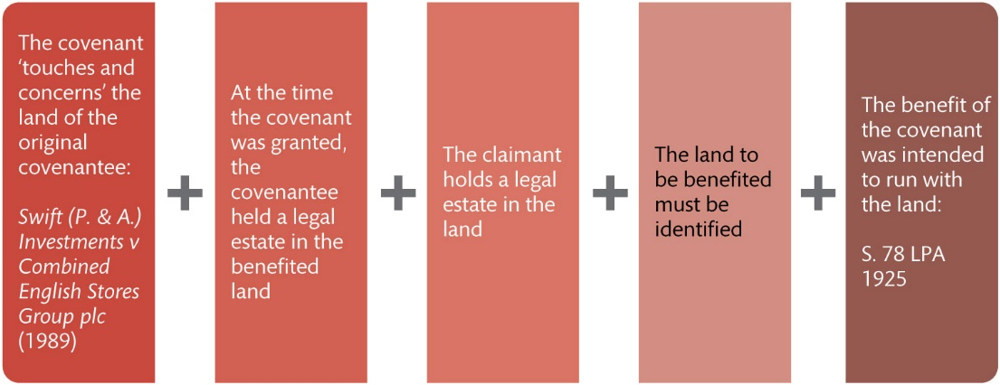 The covenant
‘touches and
concerns’ the
land of the
original
covenantee:
Swift (P. & A.)
Investments v
Combined
English Stores
Group plc
(1989)
+
At the time
the covenant
was granted,
the
covenantee
held a legal
estate in the
benefited
land
+
The claimant
holds a legal
estate in the
land
+
The land to
be benefited
must be
identified
+
The benefit of
the covenant
was intended
to run with
the land:
S. 78 LPA
1925